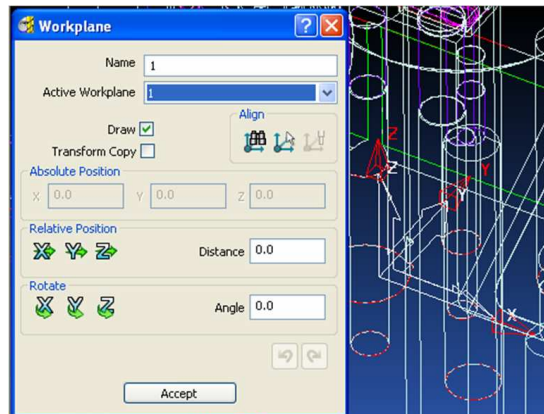 Workplane
Name 1
Active Workplane 1
Draw
Transform Copy
Align
Absolute Position
X 0.0 Y 0.0 Z 0.0
Relative Position
X Y Z Distance 0.0
Rotate
X Y Z Angle 0.0
Accept
Z
Z
Y
Y
X
X